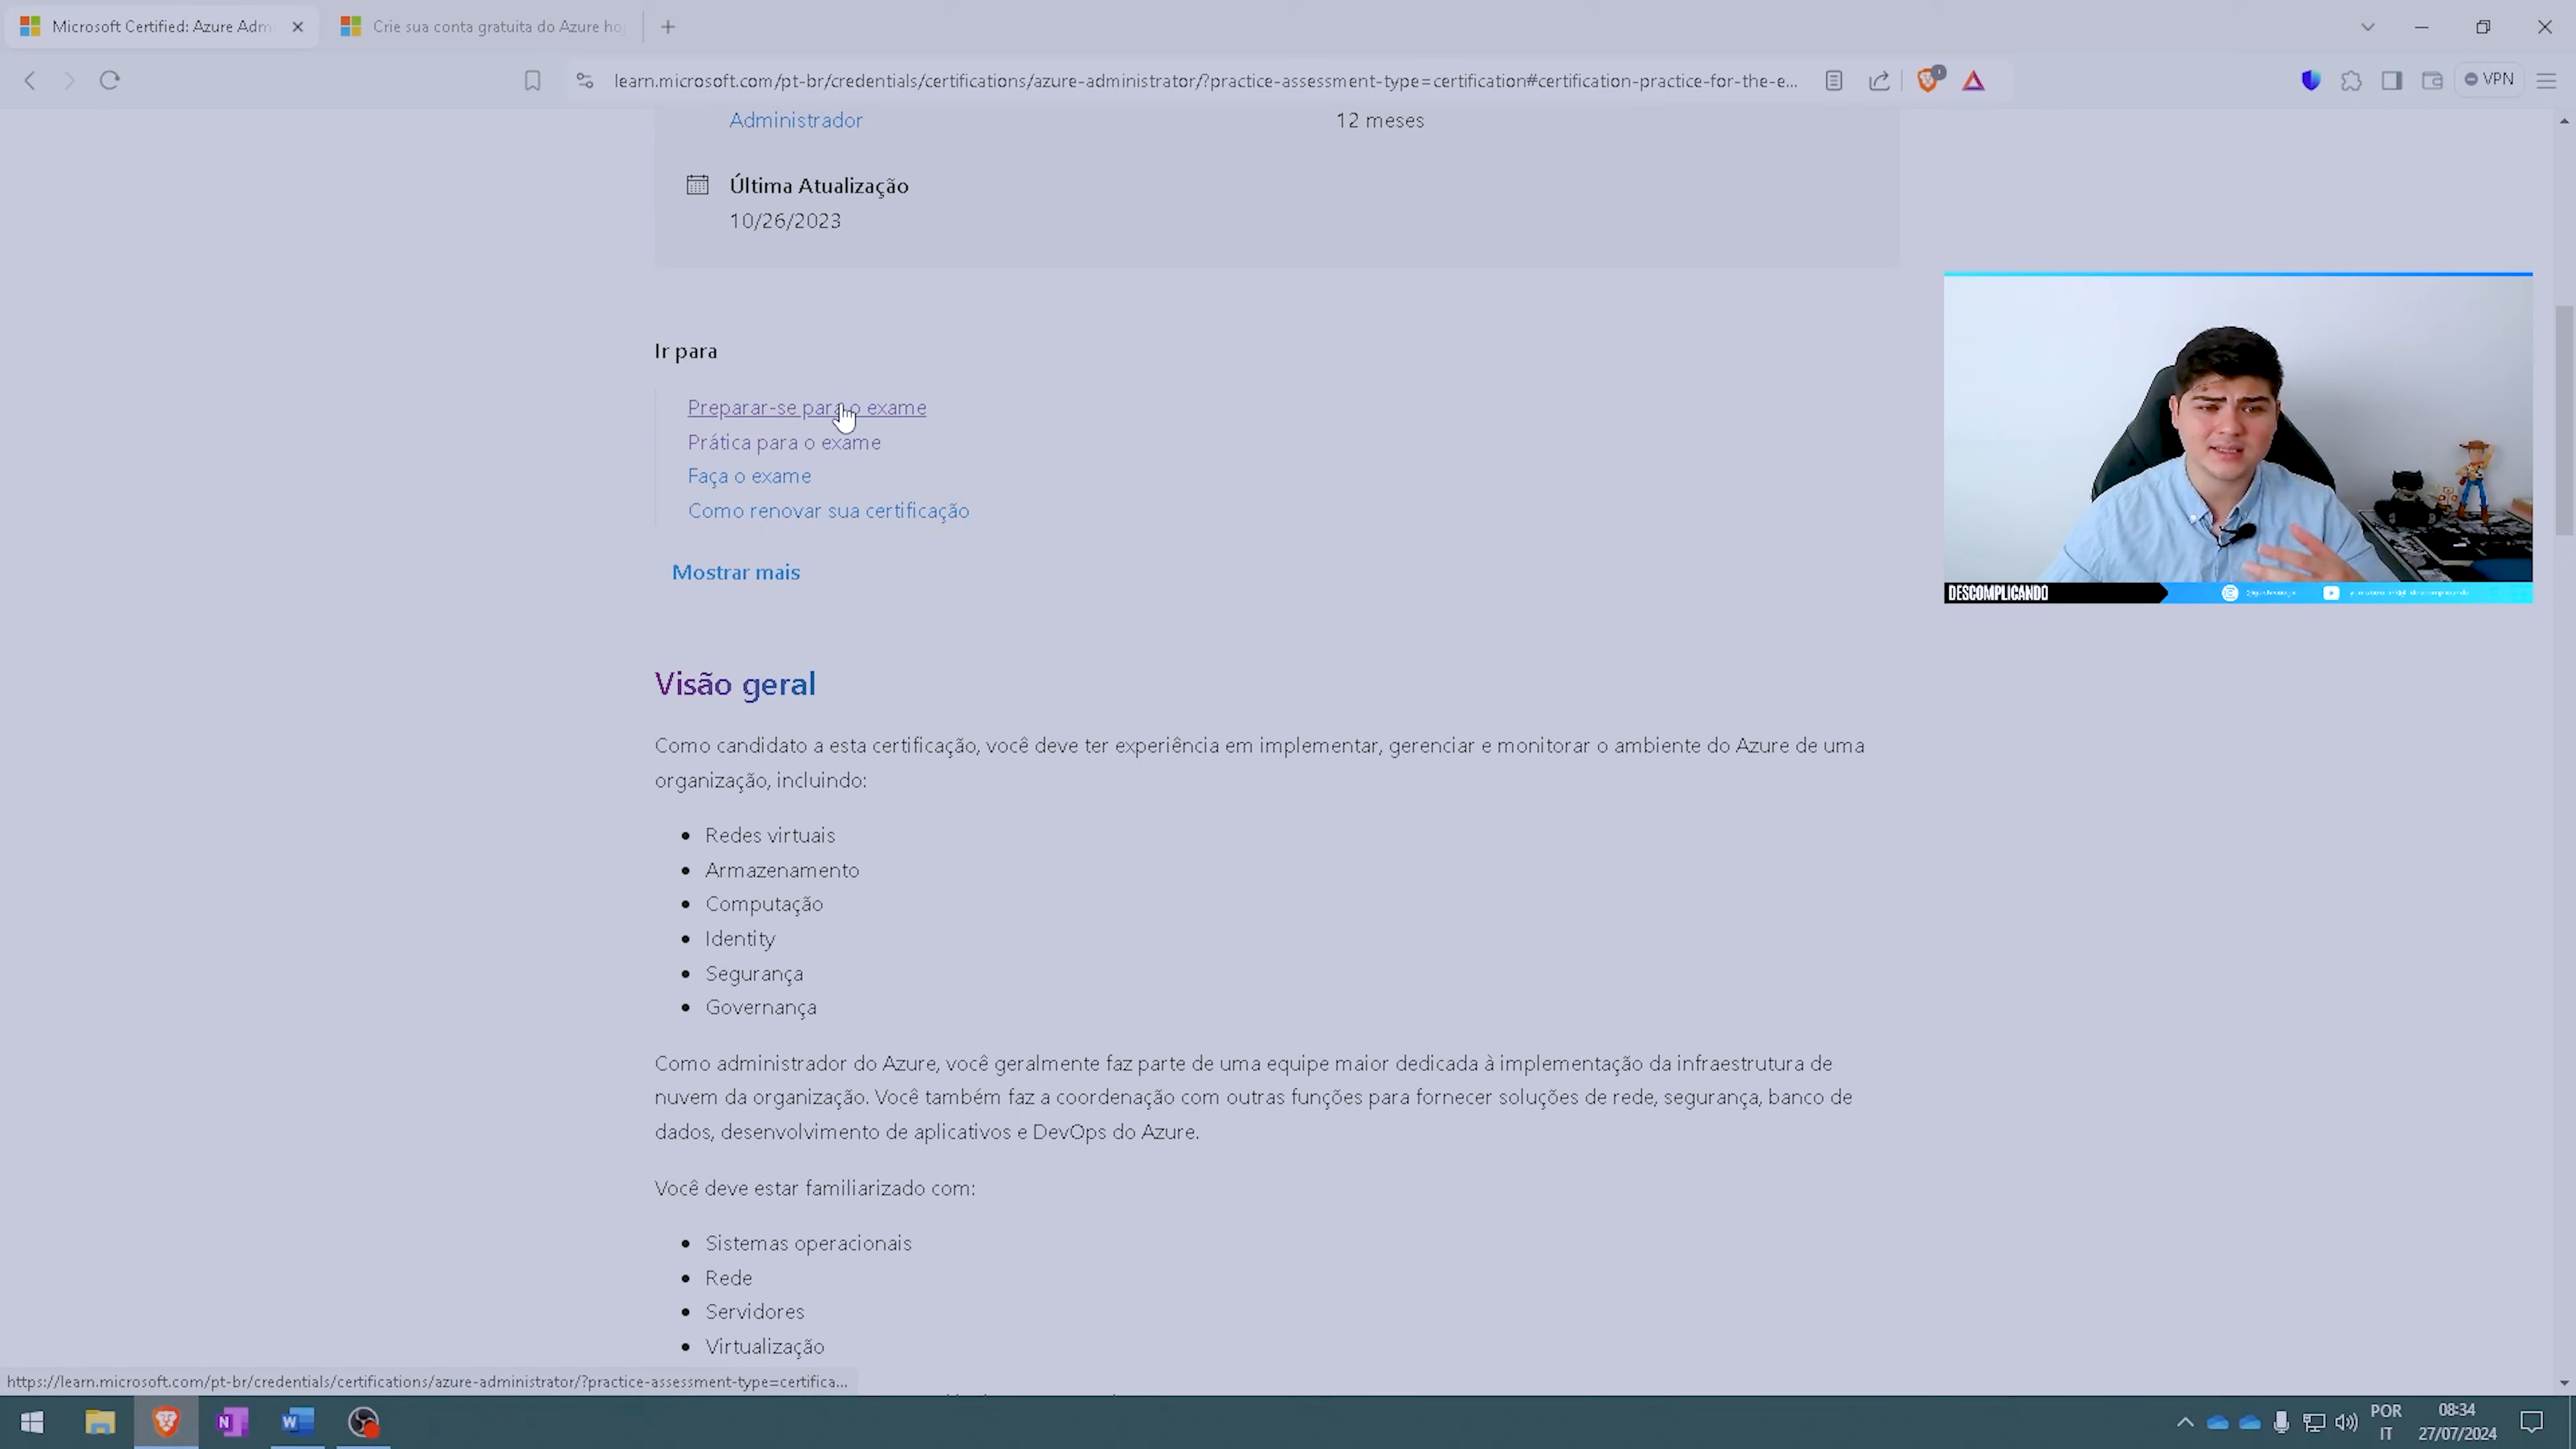 Microsoft Certified: Azure Adm
Crie sua conta gratuita do Azure ho
learn.microsoft.com/pt-br/credentials/certifications/azure-administrator/?practice-assessment-type=certification#certification-practice-for-the-e...
VPN
Administrador
12 meses
Última Atualização
10/26/2023
Ir para
Preparar-se para o exame
Prática para o exame
Faça o exame
Como renovar sua certificação
Mostrar mais
DESCOMPLICANDO
Visão geral
Como candidato a esta certificação, você deve ter experiência em implementar, gerenciar e monitorar o ambiente do Azure de uma
organização, incluindo:
• Redes virtuais
• Armazenamento
• Computação
• Identity
• Segurança
• Governança
Como administrador do Azure, você geralmente faz parte de uma equipe maior dedicada à implementação da infraestrutura de
nuvem da organização. Você também faz a coordenação com outras funções para fornecer soluções de rede, segurança, banco de
dados, desenvolvimento de aplicativos e DevOps do Azure.
Você deve estar familiarizado com:
• Sistemas operacionais
• Rede
• Servidores
• Virtualização
https://learn.microsoft.com/pt-br/credentials/certifications/azure-administrator/?practice-assessment-type=certifica...
POR
IT
08:34
27/07/2024